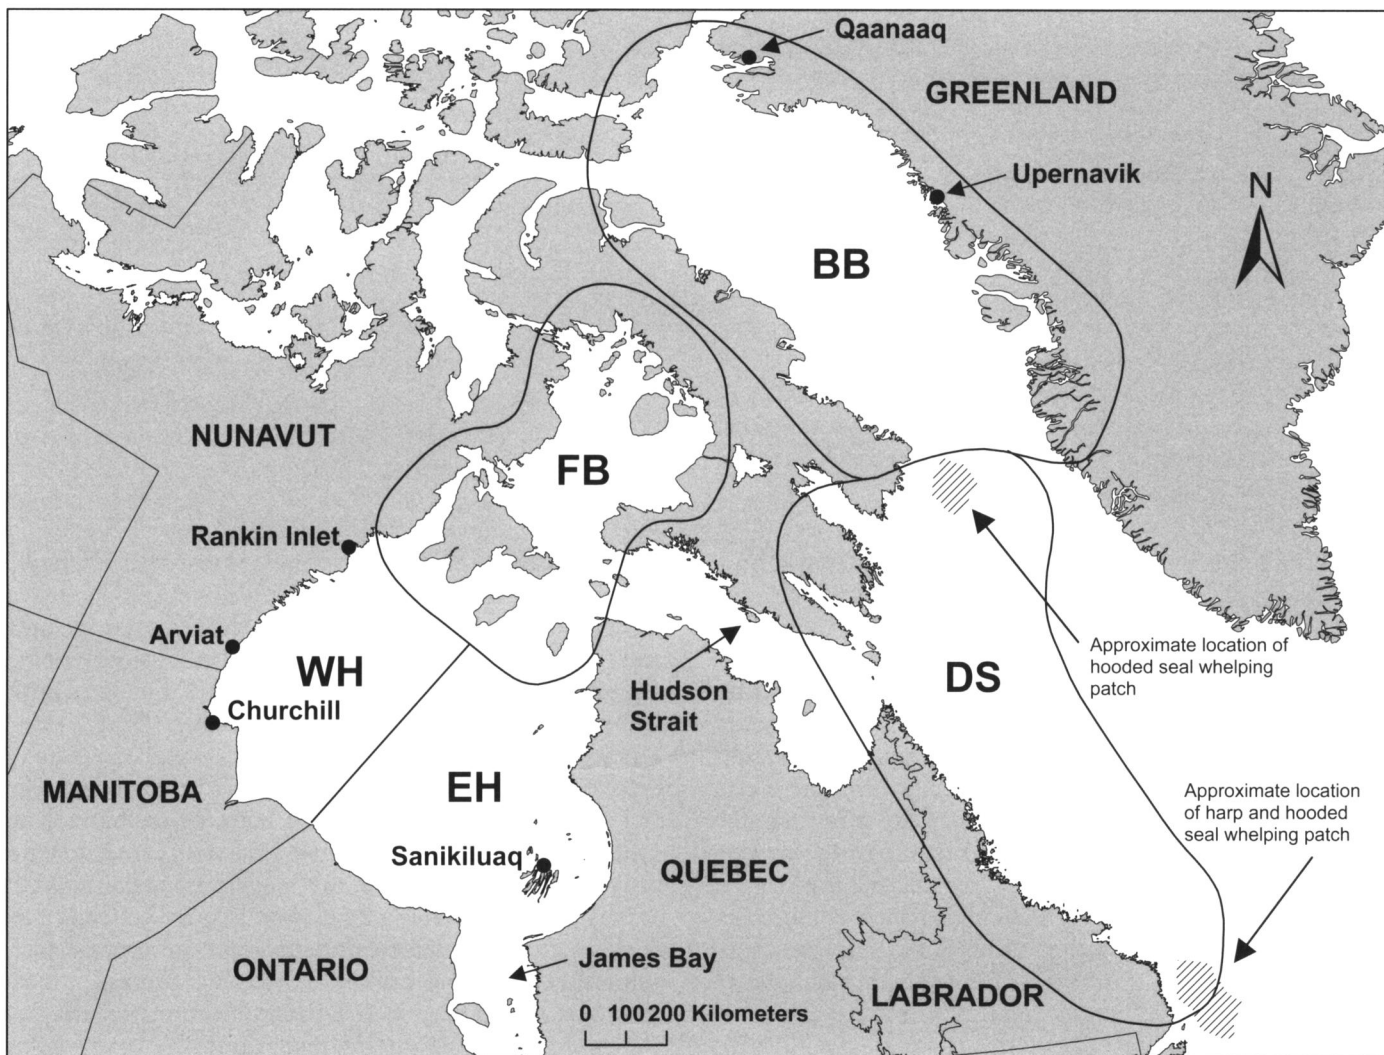 Qaanaaq
GREENLAND
Upernavik
N
BB
NUNAVUT
FB
Rankin Inlet
Arviat
WH
Churchill
Hudson
Strait
DS
Approximate location of
hooded seal whelping
patch
MANITOBA
EH
Approximate location
of harp and hooded
seal whelping patch
Sanikiluaq
QUEBEC
ONTARIO
James Bay
LABRADOR
0 100 200 Kilometers